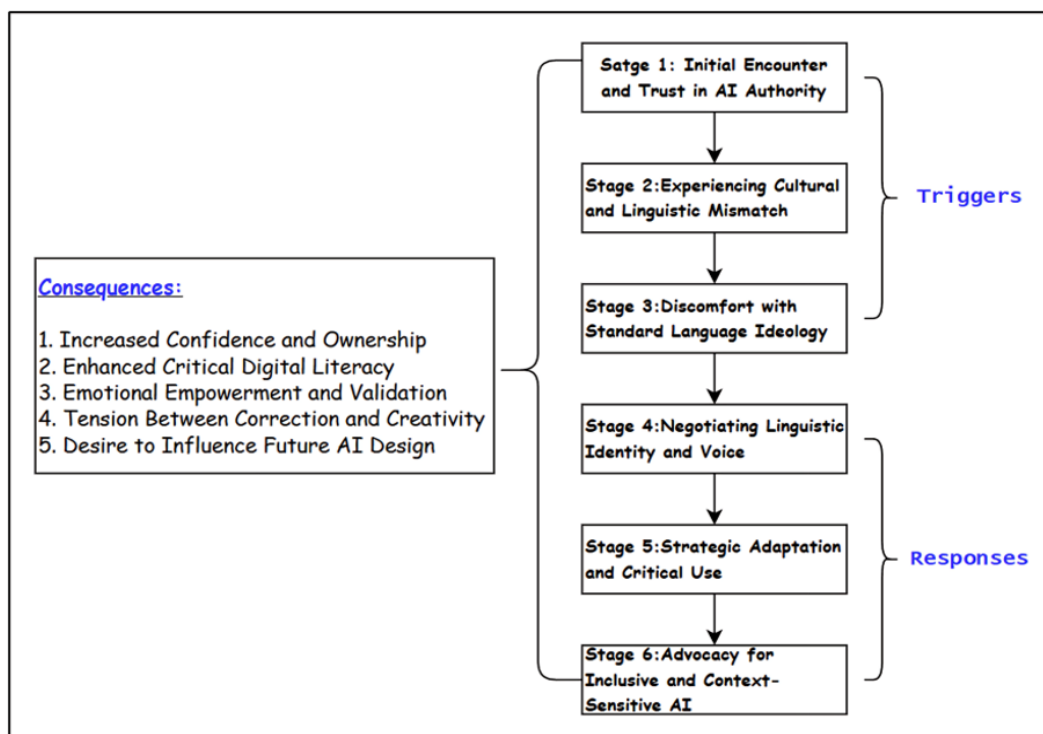 Satge 1: Initial Encounter
and Trust in AI Authority
Stage 2:Experiencing Cultural
and Linguistic Mismatch
Triggers
Stage 3:Discomfort with
Standard Language Ideology
Consequences:
1. Increased Confidence and Ownership
2. Enhanced Critical Digital Literacy
3. Emotional Empowerment and Validation
4. Tension Between Correction and Creativity
5. Desire to Influence Future AI Design
Stage 4:Negotiating Linguistic
Identity and Voice
Stage 5:Strategic Adaptation
and Critical Use
Responses
Stage 6:Advocacy for
Inclusive and Context-
Sensitive AI